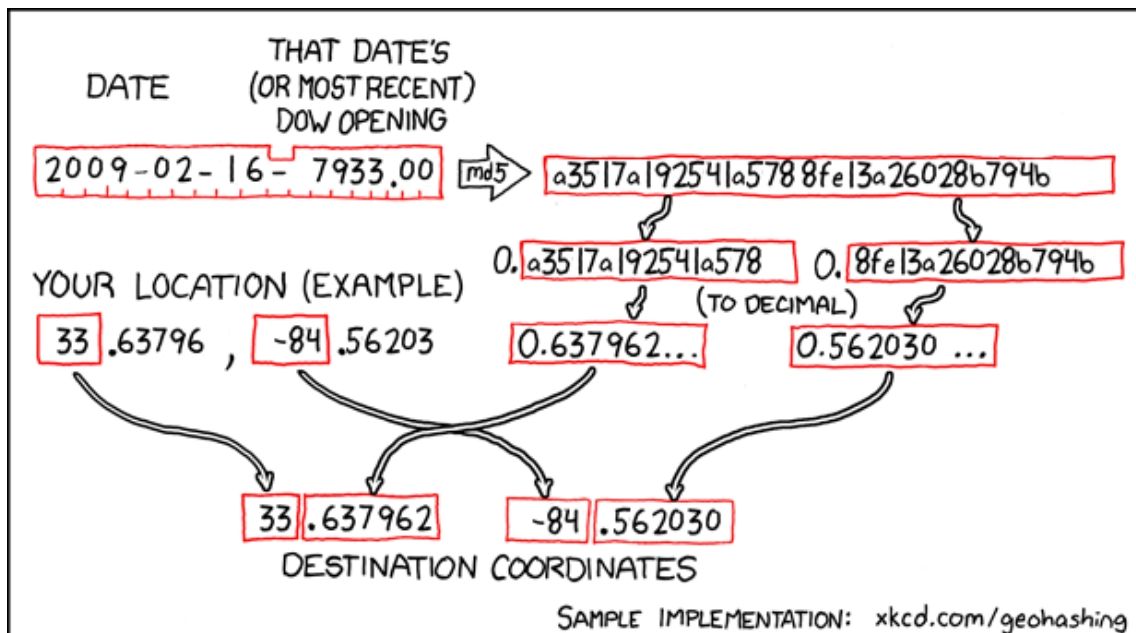 DATE
THAT DATE'S
(OR MOST RECENT)
DOW OPENING
2009-02-16- 7933.00
md5
a3517a192541a5788fe13a26028b794b
0.a3517a192541a578
0.8fe13a26028b794b
YOUR LOCATION (EXAMPLE)
(TO DECIMAL)
33.63796, -84.56203
0.637962...
0.562030 ...
33.637962
-84.562030
DESTINATION COORDINATES
SAMPLE IMPLEMENTATION: xkcd.com/geohashing